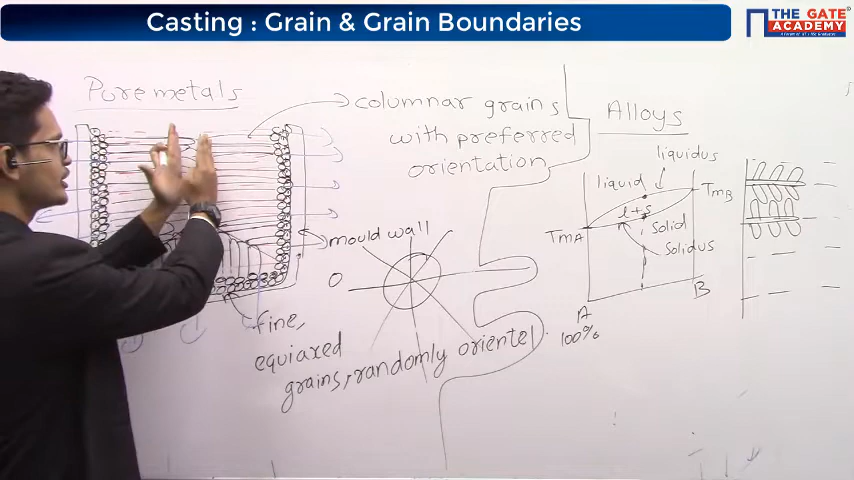 Casting : Grain & Grain Boundaries
THE GATE
ACADEMY
Pure metals
columnar grains
with preferred
orientation
mould wall
fine,
equiaxed
grains, randomly orientel
Alloys
liquidus
liquid
TmB
l+s
solid
TmA
solidus
A
B
100%